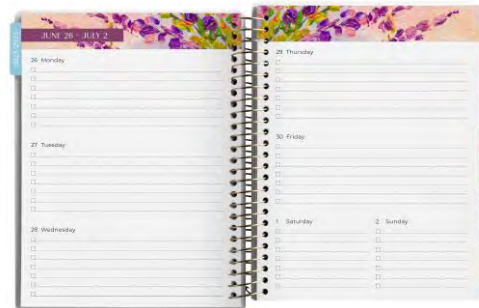 JUNE 26 - JULY 2
26 Monday
27 Tuesday
28 Wednesday
29 Thursday
30 Friday
1 Saturday
2 Sunday